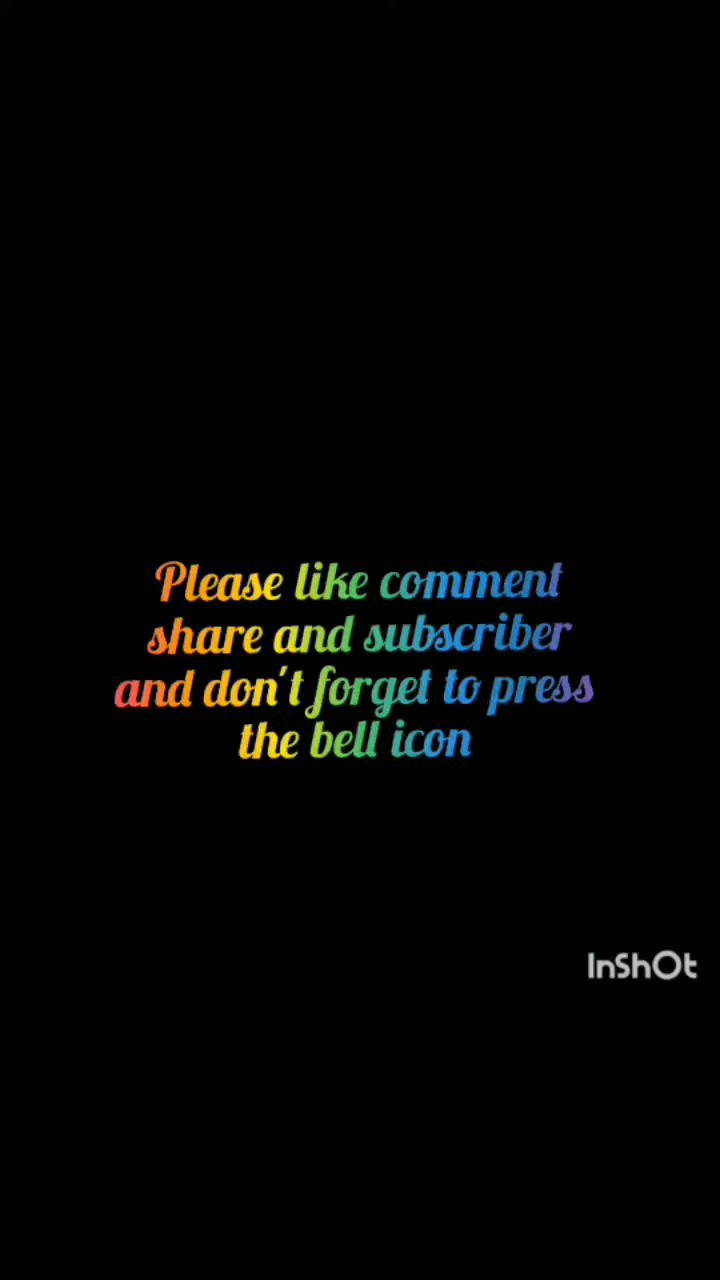 Please like comment
share and subscriber
and don't forget to press
the bell icon
InShOt